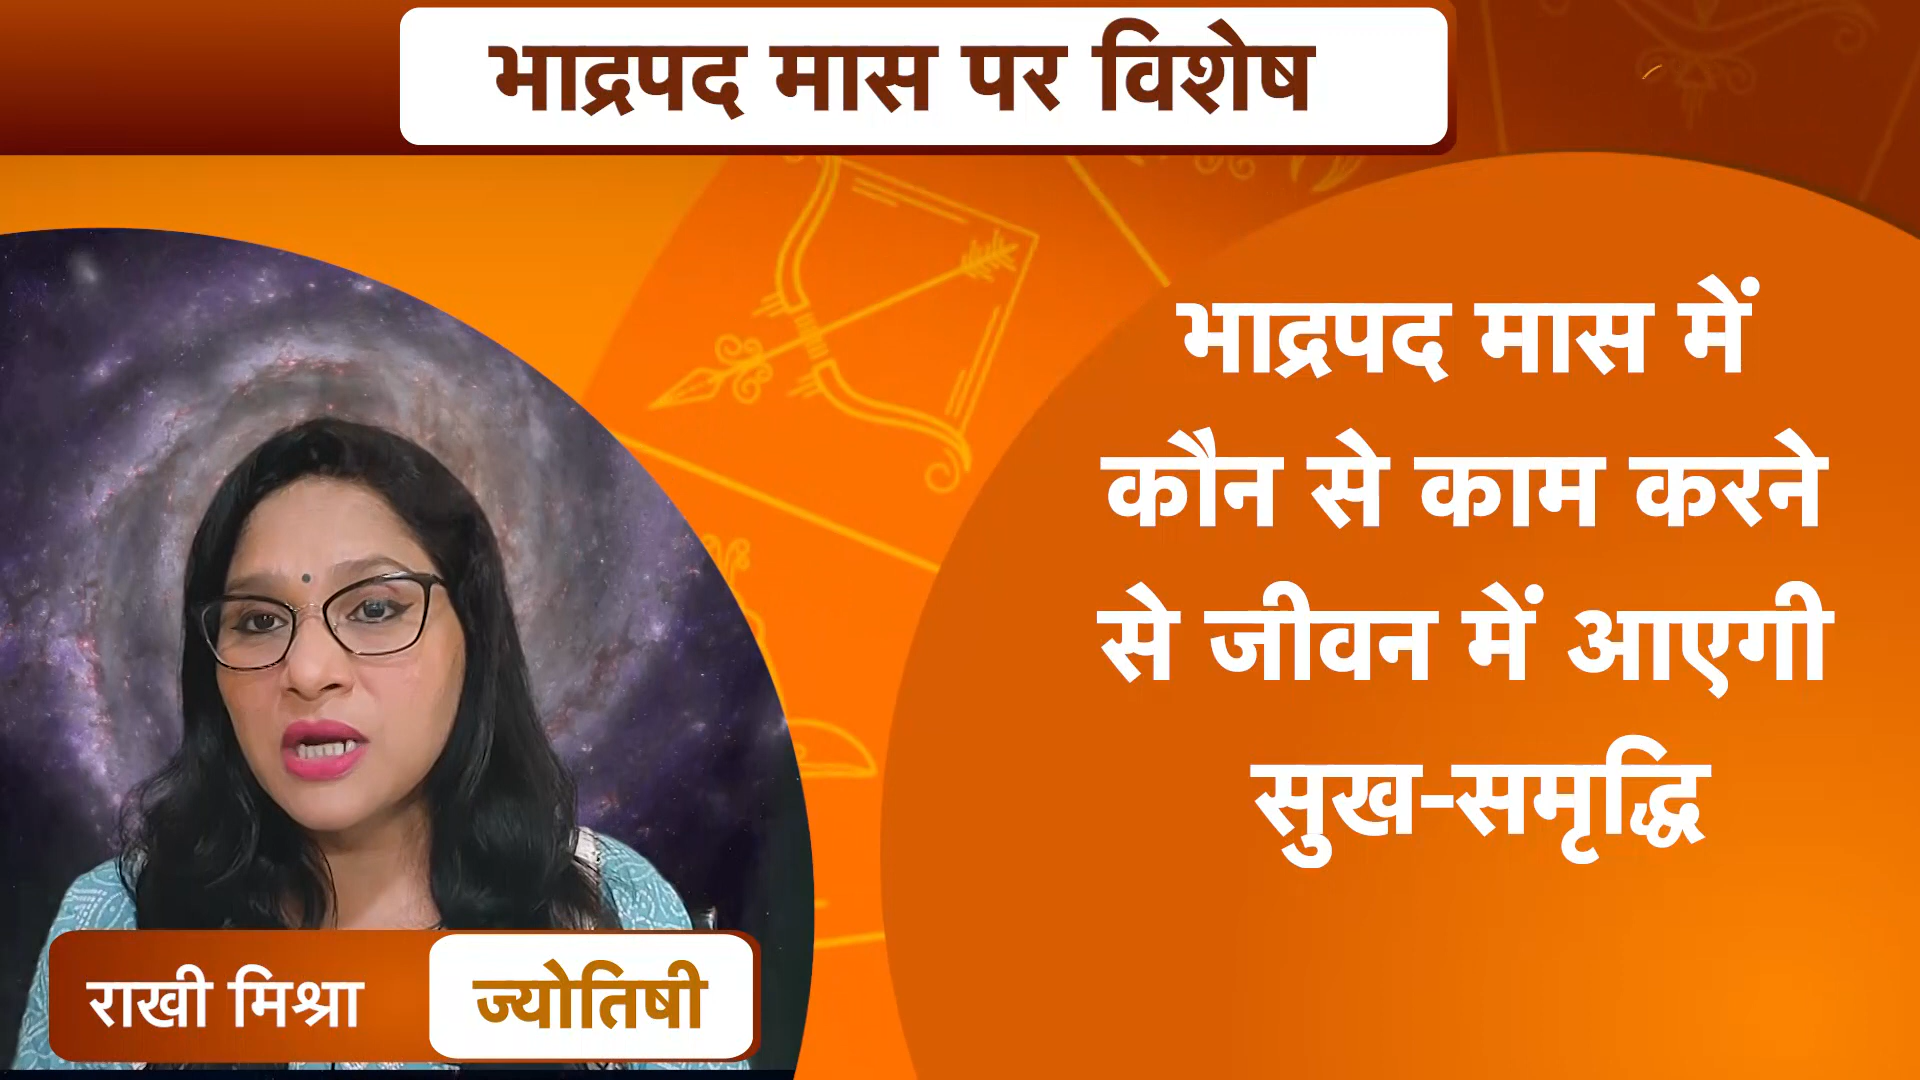 भाद्रपद मास पर विशेष
भाद्रपद मास में
कौन से काम करने
से जीवन में आएगी
सुख-समृद्धि
राखी मिश्रा
ज्योतिषी